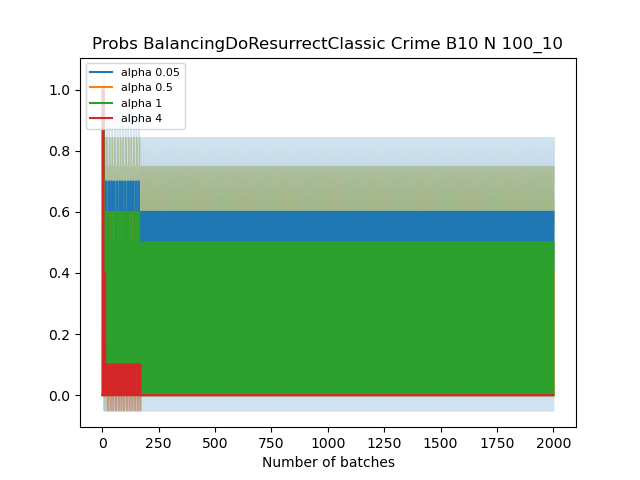 Probs BalancingDoResurrectClassic Crime B10 N 100_10
alpha 0.05
alpha 0.5
alpha 1
alpha 4
1.0
0.8
0.6
0.4
0.2
0.0
0 250 500 750 1000 1250 1500 1750 2000
Number of batches